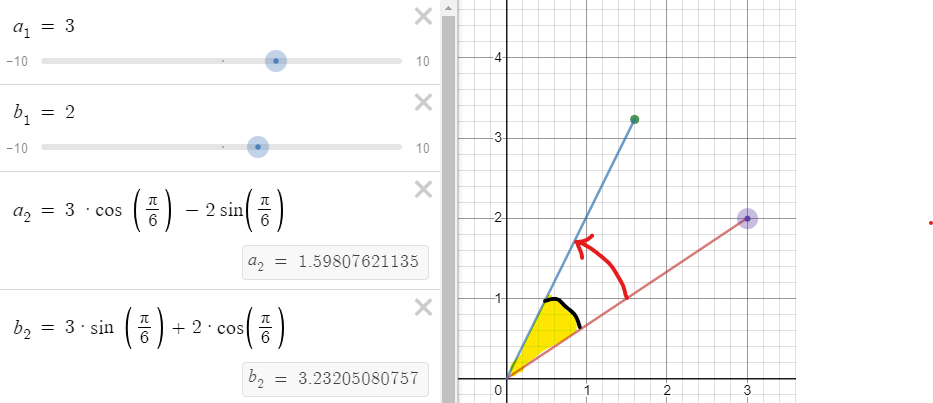 a₁ = 3
-10 10
b₁ = 2
-10 10
a₂ = 3 · cos (π/6) − 2 sin(π/6)
a₂ = 1.59807621135
b₂ = 3 · sin (π/6) + 2 · cos(π/6)
b₂ = 3.23205080757
4
3
2
1
0 1 2 3